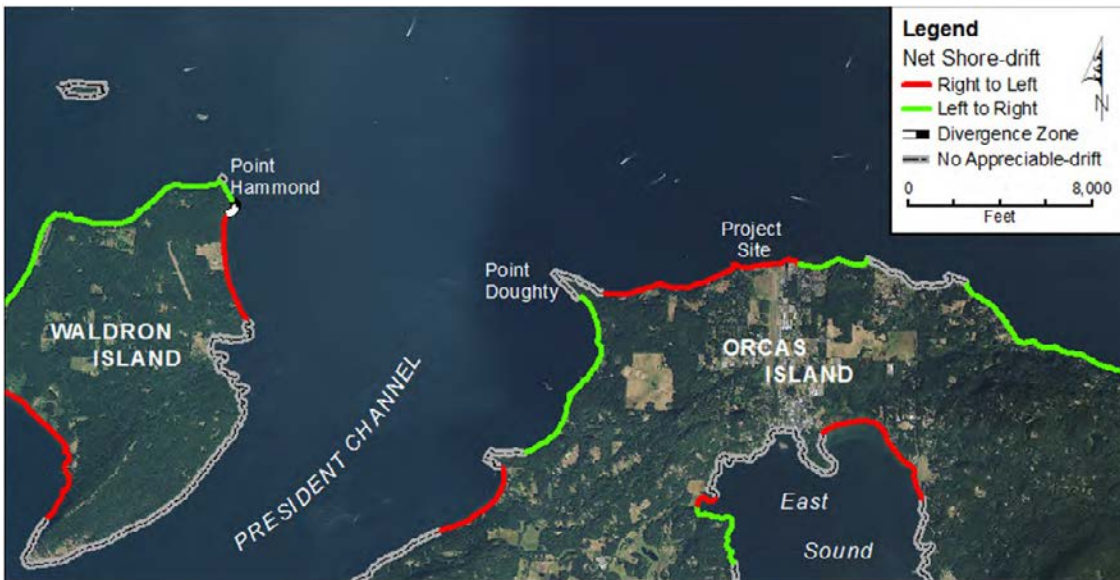 Legend
Net Shore-drift
Right to Left
Left to Right
Divergence Zone
No Appreciable-drift
N
0 8,000
Feet
Point
Hammond
Project
Site
Point
Doughty
WALDRON
ISLAND
ORCAS
ISLAND
PRESIDENT CHANNEL
East
Sound